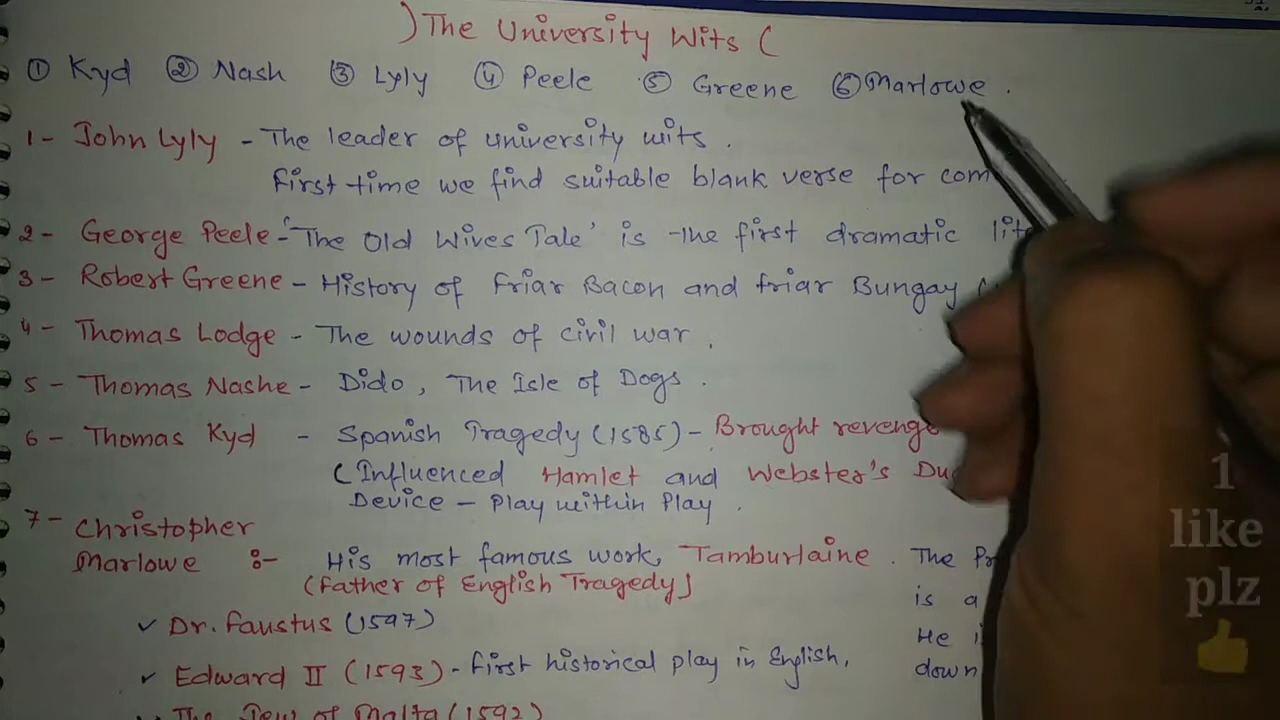 )The University Wits (
① Kyd ② Nash ③ Lyly ④ Peele ⑤ Greene ⑥ Marlowe .
1- John Lyly - The leader of university wits .
First time we find suitable blank verse for com
2- George Peele - 'The Old Wives Tale' is the first dramatic
3- Robert Greene - History of Friar Bacon and friar Bungay
4- Thomas Lodge - The wounds of civil war .
5- Thomas Nashe - Dido , The Isle of Dogs .
6- Thomas Kyd - Spanish Tragedy (1585) - Brought revenge
( Influenced Hamlet and Webster's
Device - Play within Play .
7- Christopher
Marlowe :- His most famous work, Tamburlaine . The
(Father of English Tragedy)
is a
✓ Dr. Faustus (1597)
He
✓ Edward II (1593) - First historical play in English,
down
✓ The Jew of Malta (1592)
1
like
plz